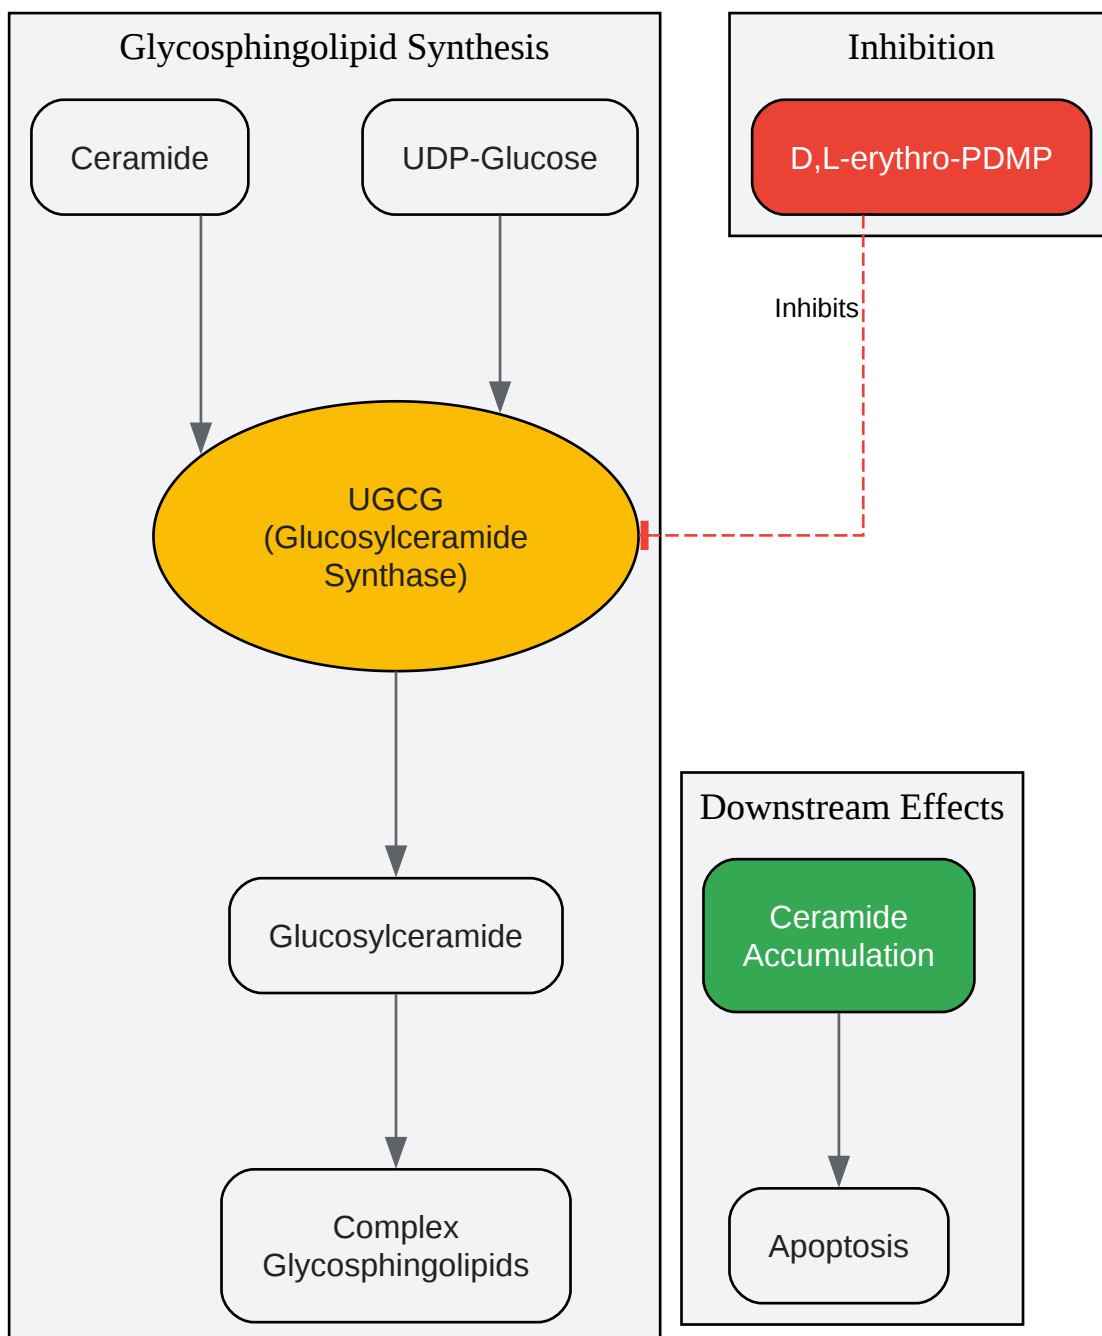 Glycosphingolipid Synthesis
Ceramide
UDP-Glucose
UGCG
(Glucosylceramide
Synthase)
Glucosylceramide
Complex
Glycosphingolipids
Inhibition
D,L-erythro-PDMP
Inhibits
Downstream Effects
Ceramide
Accumulation
Apoptosis